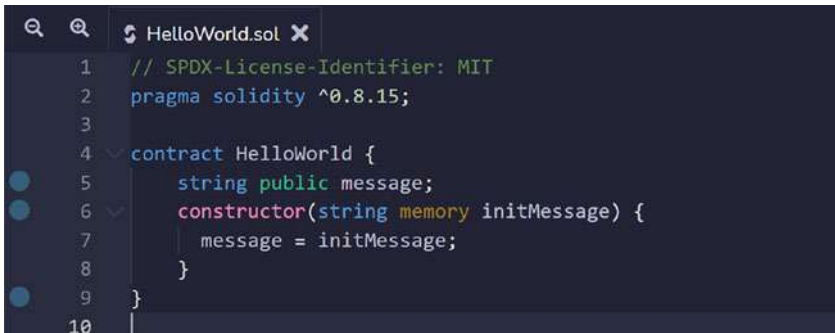 HelloWorld.sol
1 // SPDX-License-Identifier: MIT
2 pragma solidity ^0.8.15;
3
4 contract HelloWorld {
5 string public message;
6 constructor(string memory initMessage) {
7 message = initMessage;
8 }
9 }
10